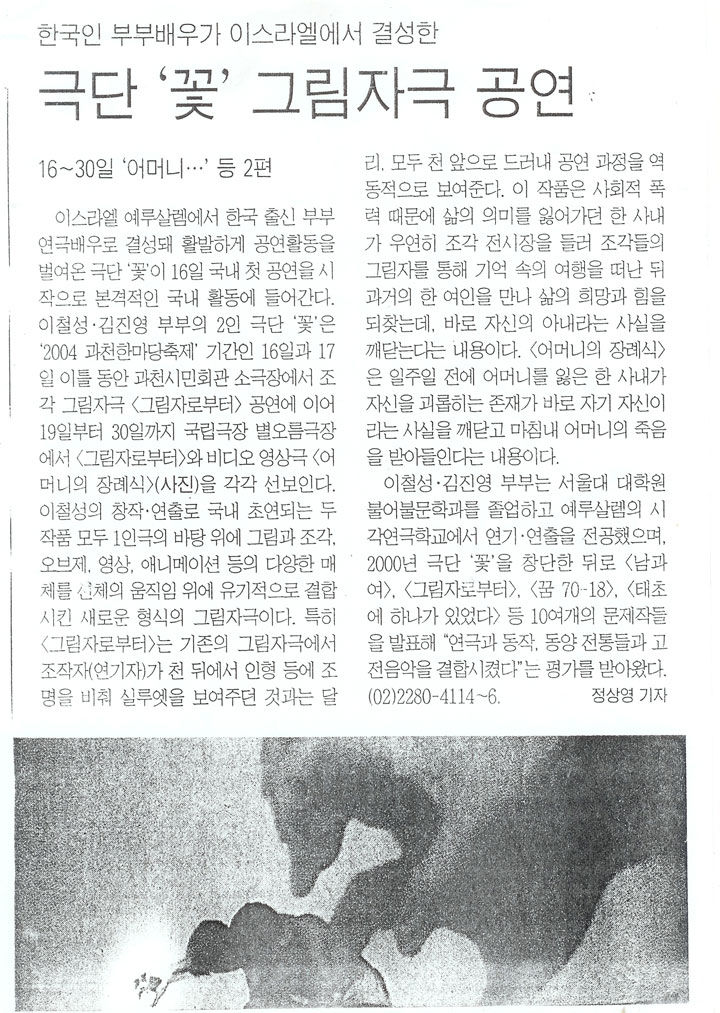 한국인 부부배우가 이스라엘에서 결성한
극단 ‘꽃’ 그림자극 공연
16~30일 ‘어머니…’ 등 2편
이스라엘 예루살렘에서 한국 출신 부부
연극배우로 결성돼 활발하게 공연활동을
벌여온 극단 ‘꽃’이 16일 국내 첫 공연을 시
작으로 본격적인 국내 활동에 들어간다.
이철성·김진영 부부의 2인 극단 ‘꽃’은
‘2004 과천한마당축제’ 기간인 16일과 17
일 이틀 동안 과천시민회관 소극장에서 조
각 그림자극 〈그림자로부터〉 공연에 이어
19일부터 30일까지 국립극장 별오름극장
에서 〈그림자로부터〉와 비디오 영상극 〈어
머니의 장례식〉(사진)을 각각 선보인다.
이철성의 창작·연출로 국내 초연되는 두
작품 모두 1인극의 바탕 위에 그림과 조각,
오브제, 영상, 애니메이션 등의 다양한 매
체를 신체의 움직임 위에 유기적으로 결합
시킨 새로운 형식의 그림자극이다. 특히
〈그림자로부터〉는 기존의 그림자극에서
조작자(연기자)가 천 뒤에서 인형 등에 조
명을 비춰 실루엣을 보여주던 것과는 달
리, 모두 천 앞으로 드러내 공연 과정을 역
동적으로 보여준다. 이 작품은 사회적 폭
력 때문에 삶의 의미를 잃어가던 한 사내
가 우연히 조각 전시장을 들러 조각들의
그림자를 통해 기억 속의 여행을 떠난 뒤
과거의 한 여인을 만나 삶의 희망과 힘을
되찾는데, 바로 자신의 아내라는 사실을
깨닫는다는 내용이다. 〈어머니의 장례식〉
은 일주일 전에 어머니를 잃은 한 사내가
자신을 괴롭히는 존재가 바로 자기 자신이
라는 사실을 깨닫고 마침내 어머니의 죽음
을 받아들인다는 내용이다.
이철성·김진영 부부는 서울대 대학원
불어불문학과를 졸업하고 예루살렘의 시
각연극학교에서 연기·연출을 전공했으며,
2000년 극단 ‘꽃’을 창단한 뒤로 〈남과
여〉, 〈그림자로부터〉, 〈꿈 70-18〉, 〈태초
에 하나가 있었다〉 등 10여개의 문제작들
을 발표해 “연극과 동작, 동양 전통들과 고
전음악을 결합시켰다”는 평가를 받아왔다.
(02)2280-4114~6. 정상영 기자